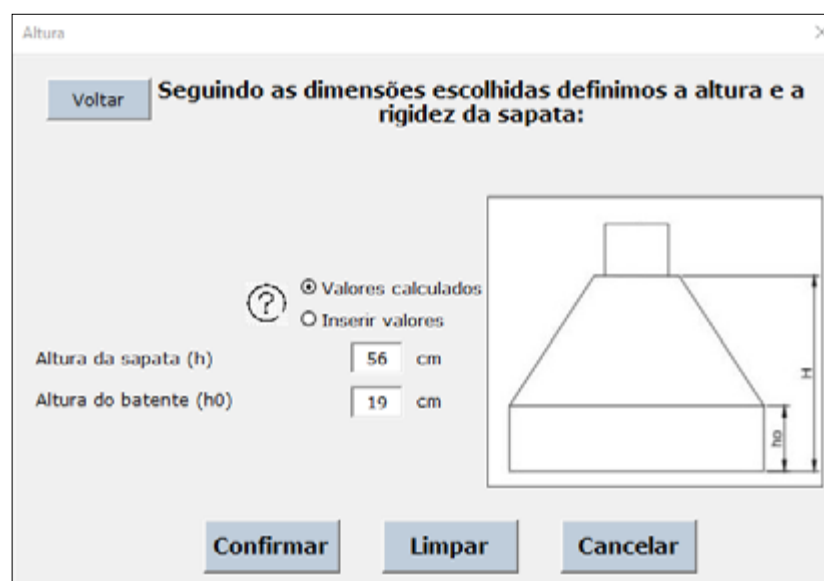 Altura
Voltar
Seguindo as dimensões escolhidas definimos a altura e a
rigidez da sapata:
Valores calculados
Inserir valores
Altura da sapata (h) 56 cm
Altura do batente (h0) 19 cm
H
ho
Confirmar Limpar Cancelar